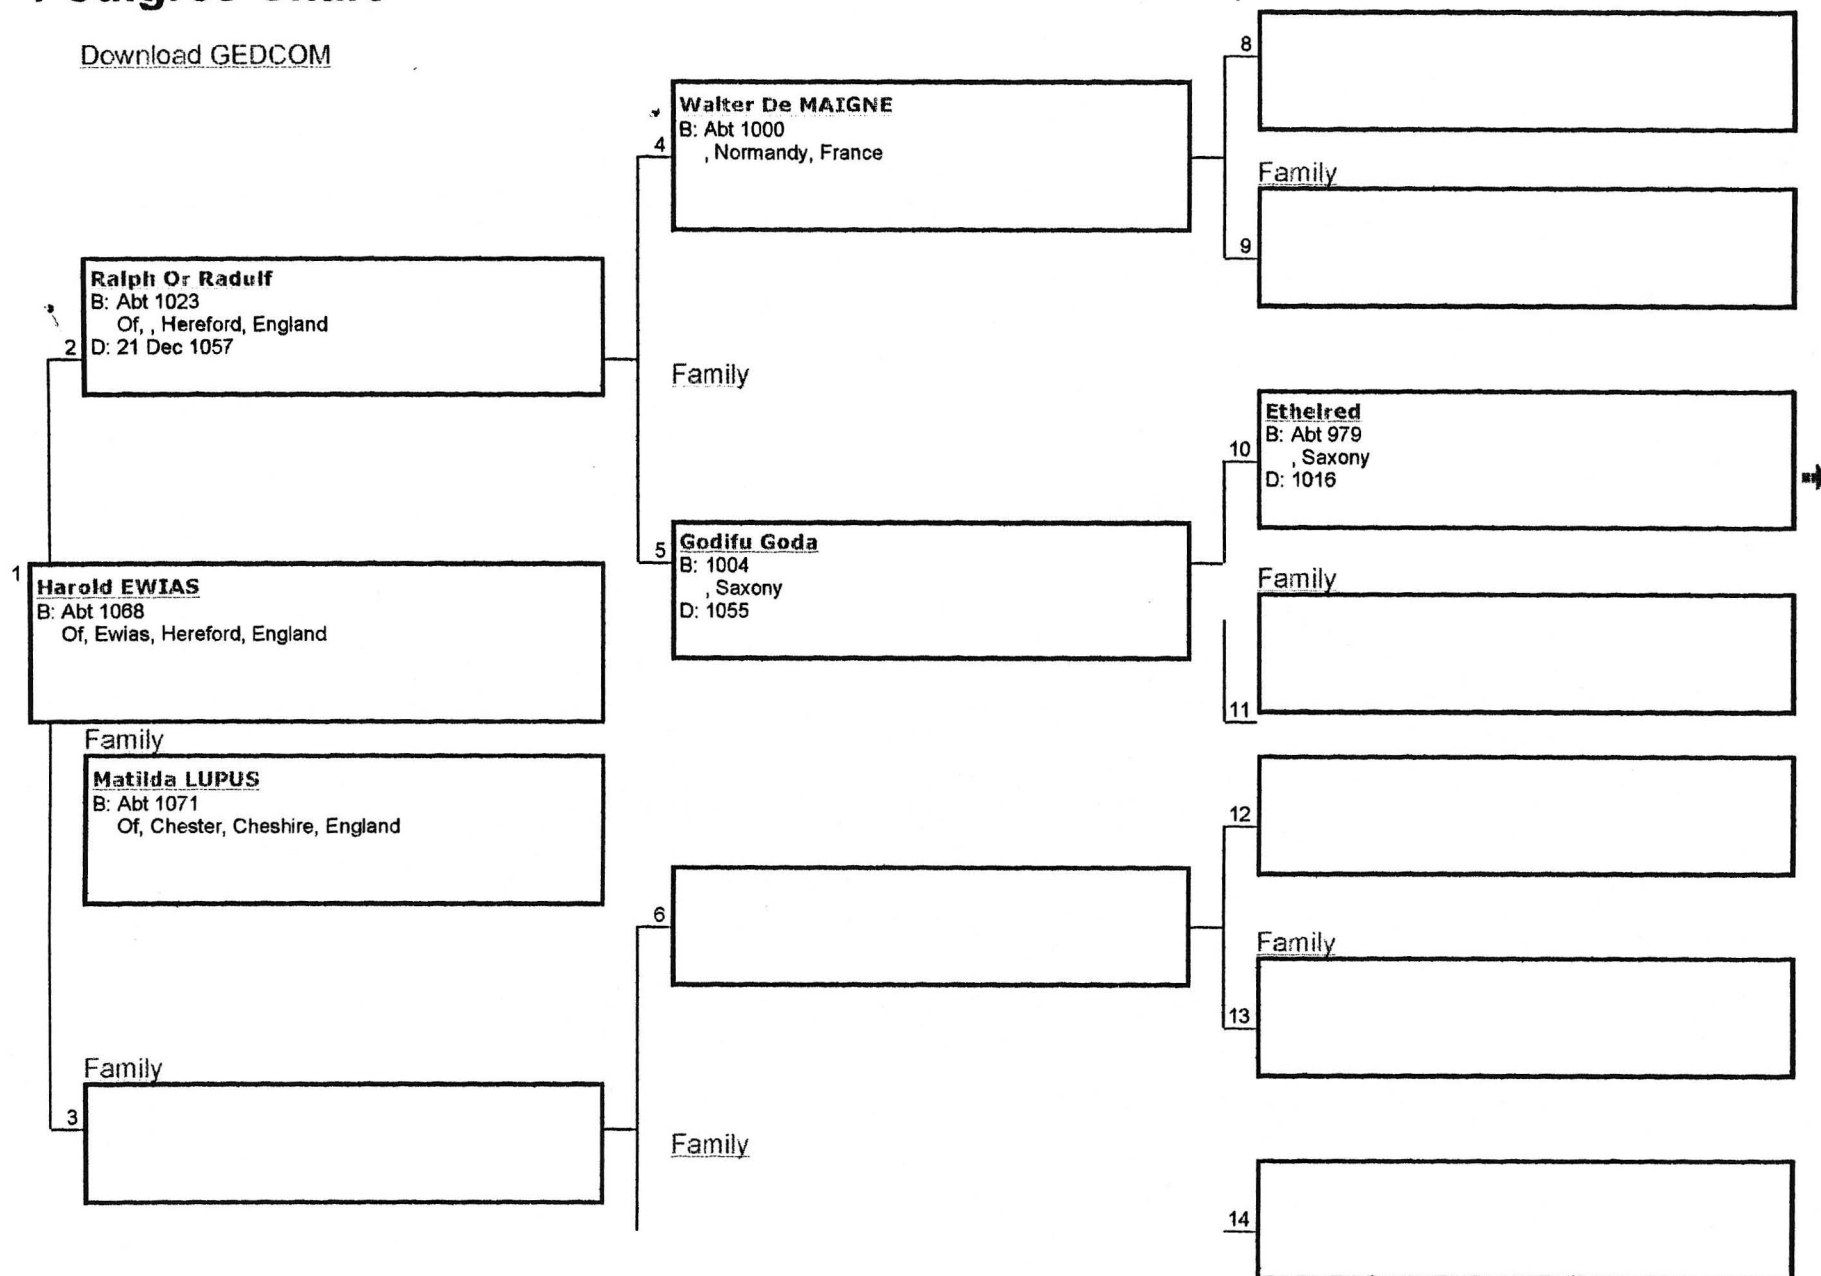 Download GEDCOM
8
Walter De MAIGNE
B: Abt 1000
, Normandy, France
4
Family
9
Ralph Or Radulf
B: Abt 1023
Of, , Hereford, England
D: 21 Dec 1057
2
Family
Ethelred
B: Abt 979
, Saxony
D: 1016
10
Godifu Goda
B: 1004
, Saxony
D: 1055
5
1
Harold EWIAS
B: Abt 1068
Of, Ewias, Hereford, England
Family
11
Family
Matilda LUPUS
B: Abt 1071
Of, Chester, Cheshire, England
12
6
Family
13
Family
3
Family
14